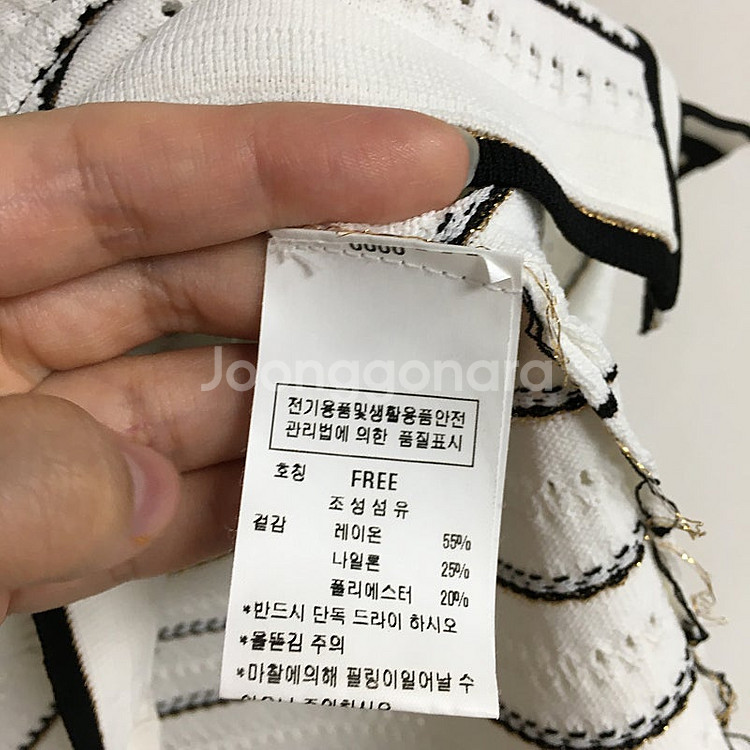 Joonggonara
전기용품및생활용품안전
관리법에 의한 품질표시
호칭 FREE
조성섬유
겉감 레이온 55%
나일론 25%
폴리에스터 20%
*반드시 단독 드라이 하시오
*올뜯김 주의
*마찰에의해 필링이일어날 수